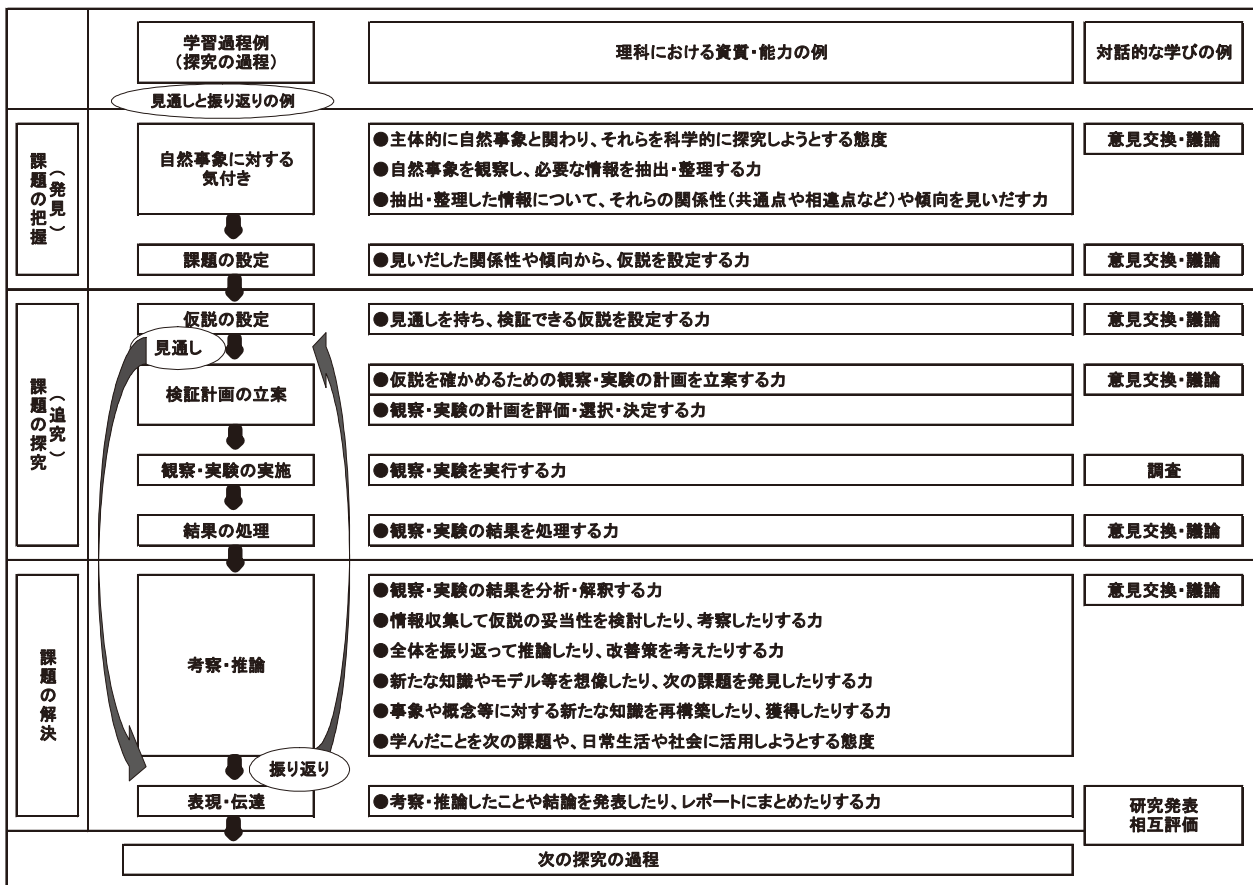 学習過程例
（探究の過程）
理科における資質・能力の例
対話的な学びの例
見通しと振り返りの例
課題の把握
（発見）
自然事象に対する
気付き
●主体的に自然事象と関わり、それらを科学的に探究しようとする態度
●自然事象を観察し、必要な情報を抽出・整理する力
●抽出・整理した情報について、それらの関係性（共通点や相違点など）や傾向を見いだす力
意見交換・議論
課題の設定
●見いだした関係性や傾向から、仮説を設定する力
意見交換・議論
課題の探究
（追究）
仮説の設定
●見通しを持ち、検証できる仮説を設定する力
意見交換・議論
見通し
検証計画の立案
●仮説を確かめるための観察・実験の計画を立案する力
●観察・実験の計画を評価・選択・決定する力
意見交換・議論
観察・実験の実施
●観察・実験を実行する力
調査
結果の処理
●観察・実験の結果を処理する力
意見交換・議論
課題の解決
考察・推論
●観察・実験の結果を分析・解釈する力
●情報収集して仮説の妥当性を検討したり、考察したりする力
●全体を振り返って推論したり、改善策を考えたりする力
●新たな知識やモデル等を想像したり、次の課題を発見したりする力
●事象や概念等に対する新たな知識を再構築したり、獲得したりする力
●学んだことを次の課題や、日常生活や社会に活用しようとする態度
意見交換・議論
振り返り
表現・伝達
●考察・推論したことや結論を発表したり、レポートにまとめたりする力
研究発表
相互評価
次の探究の過程